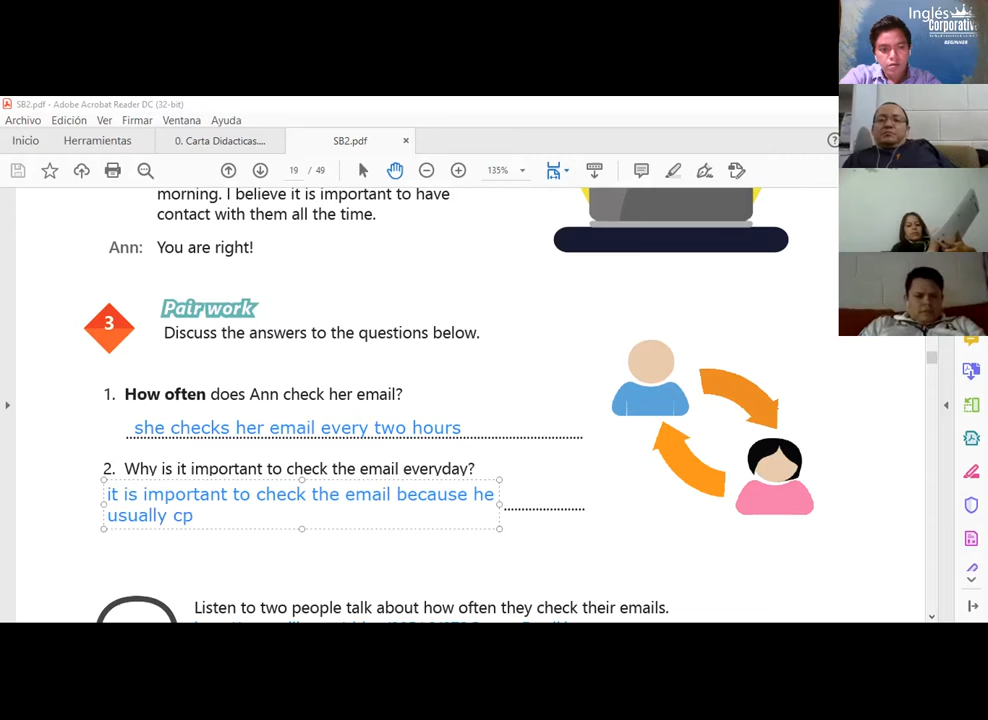 Inglés
Corporativ
BEGINNER
SB2.pdf - Adobe Acrobat Reader DC (32-bit)
Archivo Edición Ver Firmar Ventana Ayuda
Inicio Herramientas 0. Carta Didacticas.... SB2.pdf ×
19 / 49 135%
morning. I believe it is important to have
contact with them all the time.
Ann: You are right!
3 Pair work
Discuss the answers to the questions below.
1. How often does Ann check her email?
she checks her email every two hours
2. Why is it important to check the email everyday?
it is important to check the email because he
usually cp
Listen to two people talk about how often they check their emails.